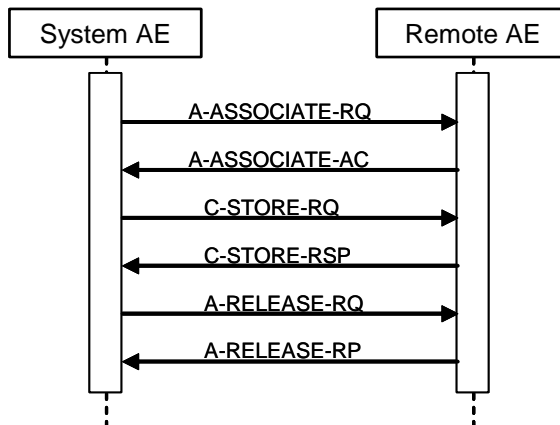 System AE
Remote AE
A-ASSOCIATE-RQ
A-ASSOCIATE-AC
C-STORE-RQ
C-STORE-RSP
A-RELEASE-RQ
A-RELEASE-RP